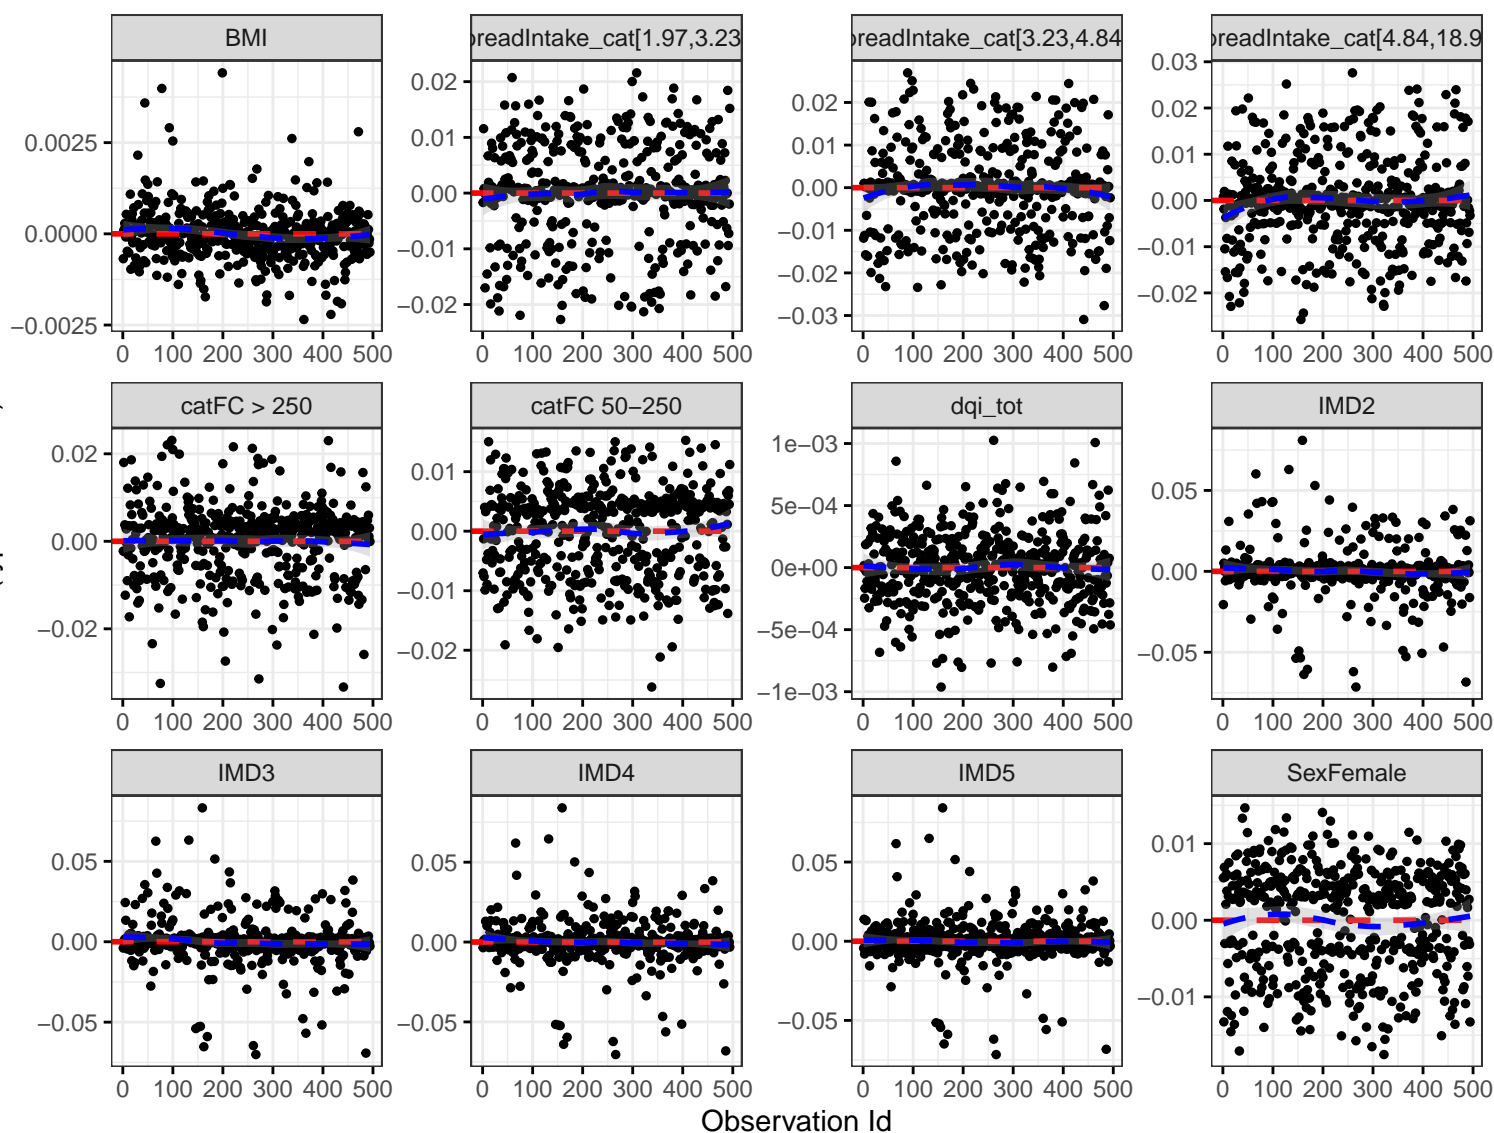 BMI
breadIntake_cat[1.97,3.23
breadIntake_cat[3.23,4.84
breadIntake_cat[4.84,18.9
0.0025
0.0000
−0.0025
0.02
0.01
0.00
−0.01
−0.02
0.02
0.01
0.00
−0.01
−0.02
−0.03
0.03
0.02
0.01
0.00
−0.01
−0.02
0 100 200 300 400 500
0 100 200 300 400 500
0 100 200 300 400 500
0 100 200 300 400 500
catFC > 250
catFC 50−250
dqi_tot
IMD2
0.02
0.00
−0.02
0.01
0.00
−0.01
−0.02
1e−03
5e−04
0e+00
−5e−04
−1e−03
0.05
0.00
−0.05
0 100 200 300 400 500
0 100 200 300 400 500
0 100 200 300 400 500
0 100 200 300 400 500
IMD3
IMD4
IMD5
SexFemale
0.05
0.00
−0.05
0.05
0.00
−0.05
0.05
0.00
−0.05
0.01
0.00
−0.01
0 100 200 300 400 500
0 100 200 300 400 500
0 100 200 300 400 500
0 100 200 300 400 500
Observation Id